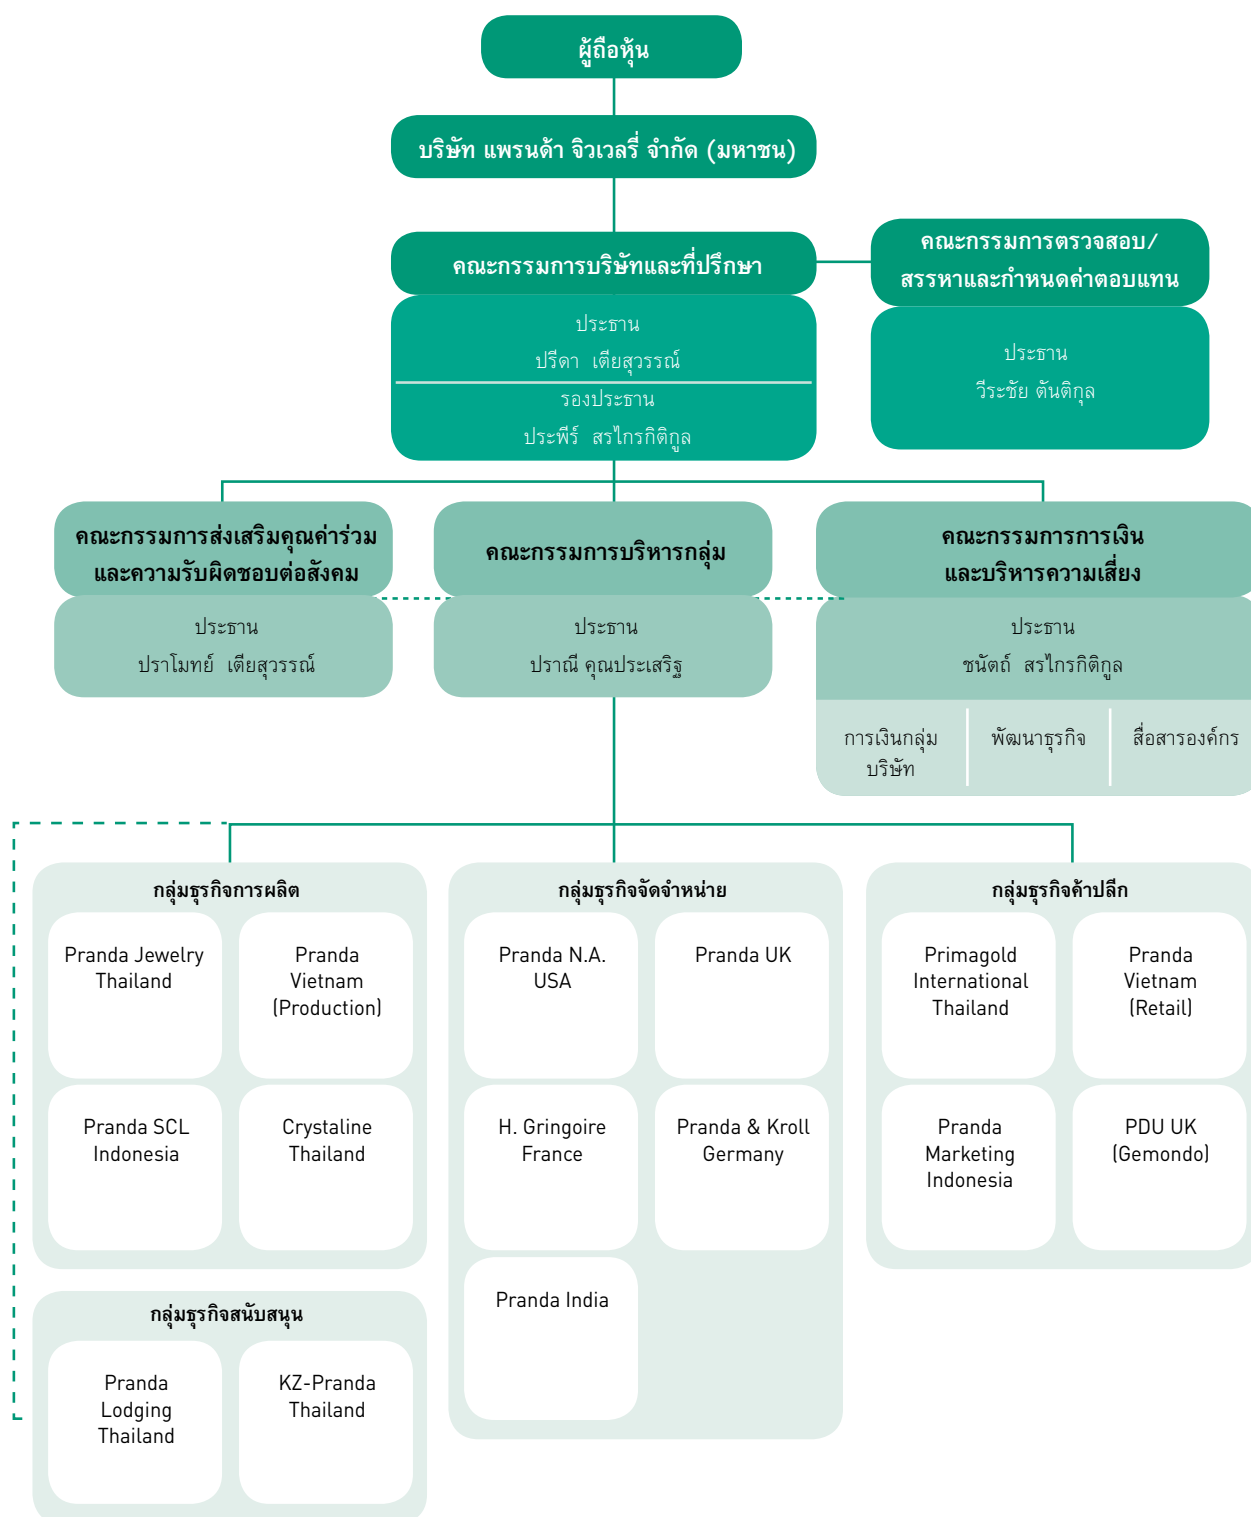 ผู้ถือหุ้น
บริษัท แพรนด้า จิวเวลรี่ จำกัด (มหาชน)
คณะกรรมการบริษัทและที่ปรึกษา
ประธาน
ปรีดา เตียสุวรรณ์
รองประธาน
ประพีร์ สรไกรกิติกูล
คณะกรรมการตรวจสอบ/
สรรหาและกำหนดค่าตอบแทน
ประธาน
วีระชัย ตันติกุล
คณะกรรมการส่งเสริมคุณค่าร่วม
และความรับผิดชอบต่อสังคม
ประธาน
ปราโมทย์ เตียสุวรรณ์
คณะกรรมการบริหารกลุ่ม
ประธาน
ปราณี คุณประเสริฐ
คณะกรรมการการเงิน
และบริหารความเสี่ยง
ประธาน
ชนัตถ์ สรไกรกิติกูล
การเงินกลุ่ม
บริษัท
พัฒนาธุรกิจ
สื่อสารองค์กร
กลุ่มธุรกิจการผลิต
Pranda Jewelry
Thailand
Pranda
Vietnam
(Production)
Pranda SCL
Indonesia
Crystaline
Thailand
กลุ่มธุรกิจจัดจำหน่าย
Pranda N.A.
USA
Pranda UK
H. Gringoire
France
Pranda & Kroll
Germany
Pranda India
กลุ่มธุรกิจค้าปลีก
Primagold
International
Thailand
Pranda
Vietnam
(Retail)
Pranda
Marketing
Indonesia
PDU UK
(Gemondo)
กลุ่มธุรกิจสนับสนุน
Pranda
Lodging
Thailand
KZ-Pranda
Thailand